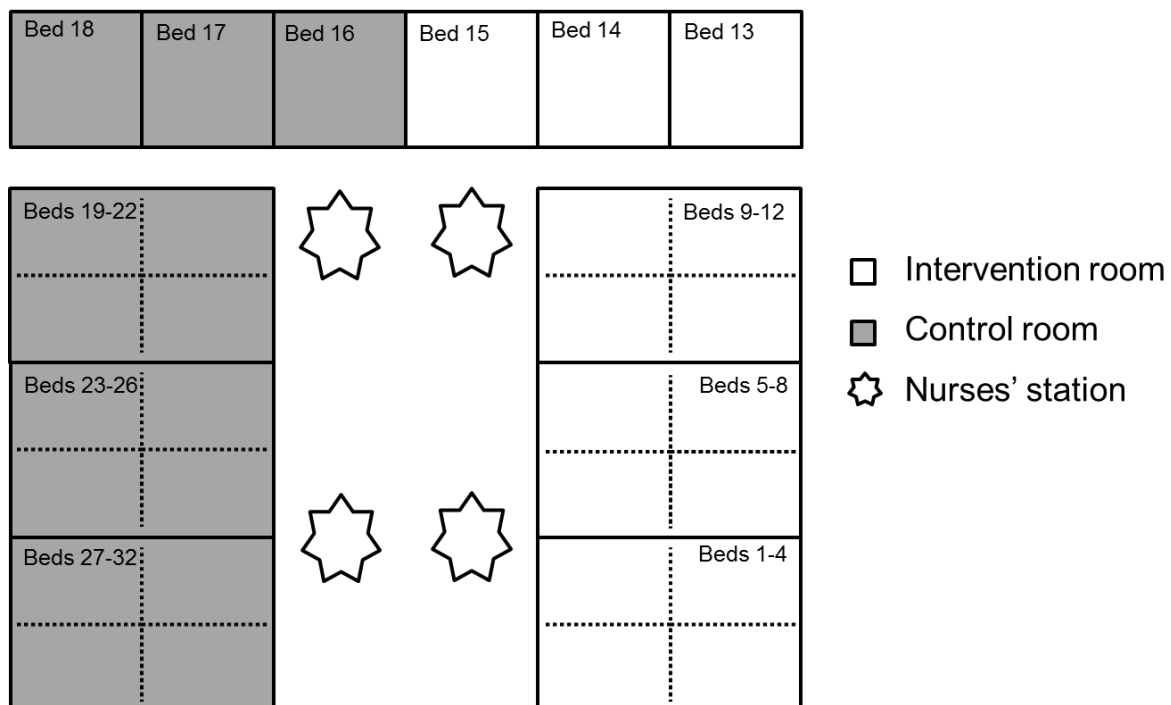 Bed 18
Bed 17
Bed 16
Bed 15
Bed 14
Bed 13
Beds 19-22
Beds 9-12
Intervention room
Control room
Beds 23-26
Beds 5-8
Nurses’ station
Beds 27-32
Beds 1-4